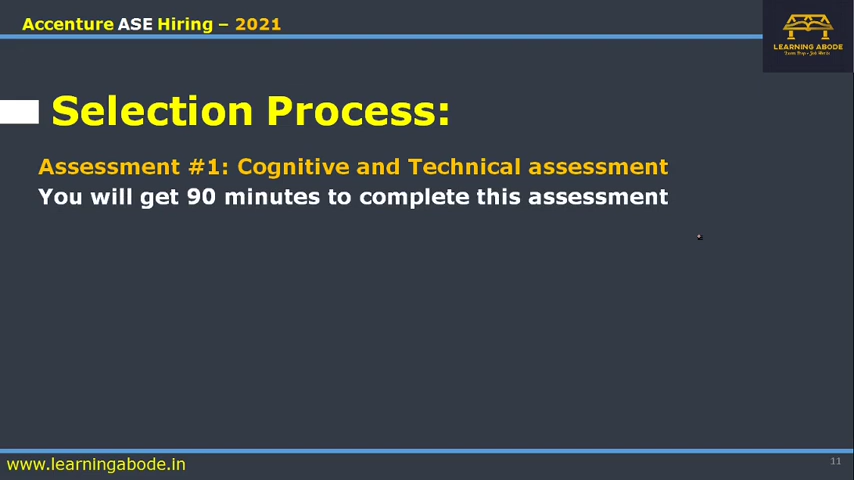 Accenture ASE Hiring – 2021
LEARNING ABODE
Selection Process:
Assessment #1: Cognitive and Technical assessment
You will get 90 minutes to complete this assessment
www.learningabode.in
11